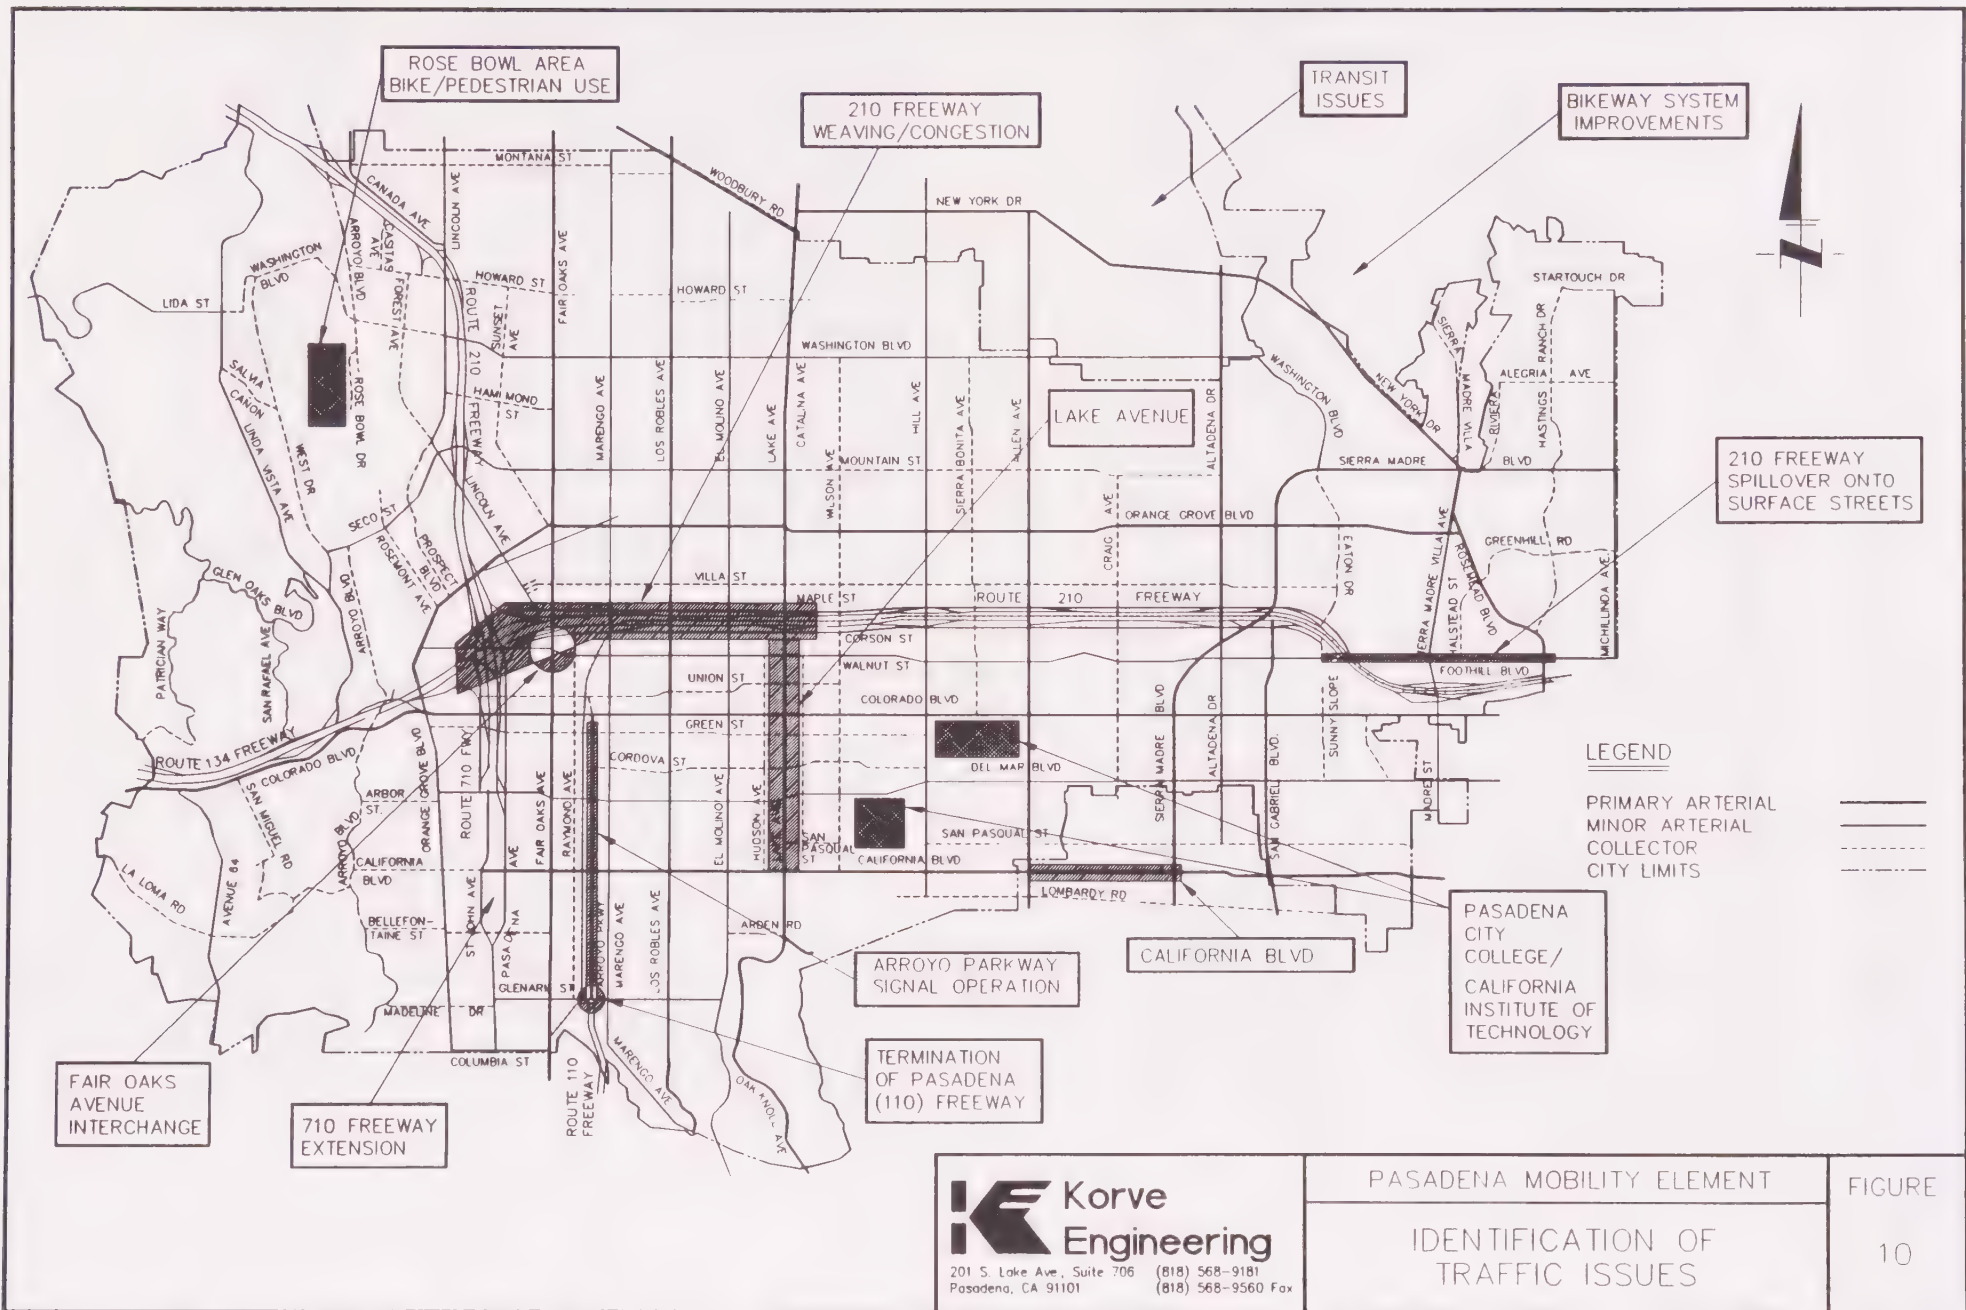 ROSE BOWL AREA
BIKE/PEDESTRIAN USE
210 FREEWAY
WEAVING/CONGESTION
TRANSIT
ISSUES
BIKEWAY SYSTEM
IMPROVEMENTS
MONTANA ST
CANADA AVE
LINCOLN AVE
WOODBURY RD
NEW YORK DR
ARROYO BLVD
CASITAS
AVE
FOREST AVE
WASHINGTON
BLVD
LIDA ST
HOWARD ST
HOWARD ST
FAIR OAKS AVE
ROUTE 210 FREEWAY
SUNSET
AVE
STARTOUCH DR
HASTINGS RANCH DR
WASHINGTON BLVD
WASHINGTON BLVD
SIERRA
MADRE VILLA
RIVIERA
ALEGRIA AVE
NEW YORK DR
SALVIA
CANON
ROSE BOWL DR
HAMMOND
ST
MARENGO AVE
LOS ROBLES AVE
EL MOLINO AVE
LAKE AVE
CATALINA AVE
HILL AVE
SIERRA BONITA AVE
ALLEN AVE
LAKE AVENUE
ALTADENA DR
LINDA VISTA AVE
WEST DR
MOUNTAIN ST
WILSON AVE
SIERRA MADRE
BLVD
210 FREEWAY
SPILLOVER ONTO
SURFACE STREETS
SECO ST
ROSEMONT AVE
PROSPECT
BLVD
LINCOLN AVE
CRAIG AVE
ORANGE GROVE BLVD
EATON DR
SIERRA MADRE VILLA AVE
HALSTEAD ST
ROSEMEAD BLVD
GREENHILL RD
MICHILLINDA AVE
GLEN OAKS BLVD
ARROYO BLVD
VILLA ST
MAPLE ST
ROUTE 210 FREEWAY
CORSON ST
WALNUT ST
FOOTHILL BLVD
PATRICIAN WAY
SAN RAFAEL AVE
UNION ST
COLORADO BLVD
GREEN ST
SIERRA MADRE BLVD
ALTADENA DR
SAN GABRIEL BLVD.
SUNNY SLOPE
MADRE ST
ROUTE 134 FREEWAY
COLORADO BLVD
CORDOVA ST
DEL MAR BLVD
ARBOR
ST.
ORANGE GROVE BLVD
ROUTE 710 FWY
FAIR OAKS AVE
RAYMOND AVE
EL MOLINO AVE
HUDSON AVE
SAN
PASQUAL
ST
SAN PASQUAL ST
SAN MIGUEL RD
ARROYO BLVD
CALIFORNIA
BLVD
CALIFORNIA BLVD
LOMBARDY RD
LA LOMA RD
AVENUE 64
BELLEFON-
TAINE ST
ST JOHN AVE
PASADENA
AVE
ARROYO PKWY
MARENGO AVE
LOS ROBLES AVE
ARDEN RD
GLENARM ST
MADELINE DR
COLUMBIA ST
ROUTE 110
FREEWAY
MARENGO AVE
OAK KNOLL AVE
ARROYO PARKWAY
SIGNAL OPERATION
CALIFORNIA BLVD
PASADENA
CITY
COLLEGE/
CALIFORNIA
INSTITUTE OF
TECHNOLOGY
TERMINATION
OF PASADENA
(110) FREEWAY
FAIR OAKS
AVENUE
INTERCHANGE
710 FREEWAY
EXTENSION
LEGEND
PRIMARY ARTERIAL
MINOR ARTERIAL
COLLECTOR
CITY LIMITS
Korve
Engineering
201 S. Lake Ave, Suite 706 (818) 568-9181
Pasadena, CA 91101 (818) 568-9560 Fax
PASADENA MOBILITY ELEMENT
IDENTIFICATION OF
TRAFFIC ISSUES
FIGURE
10